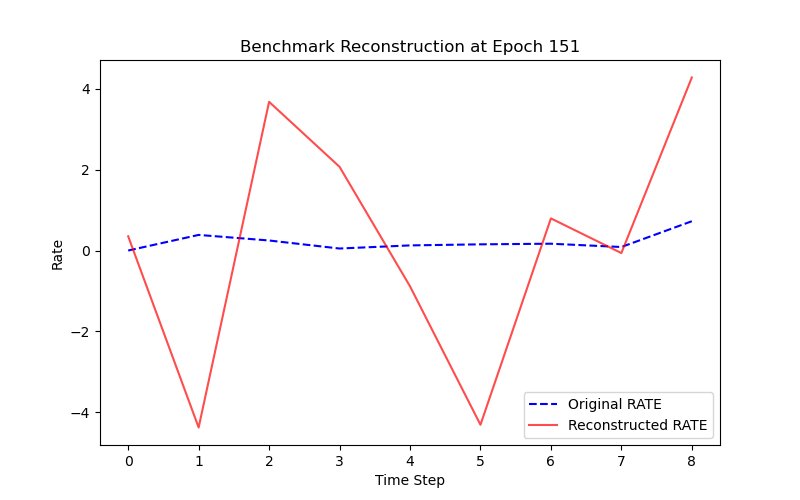 Benchmark Reconstruction at Epoch 151
Rate
4
2
0
−2
−4
0 1 2 3 4 5 6 7 8
Time Step
Original RATE
Reconstructed RATE